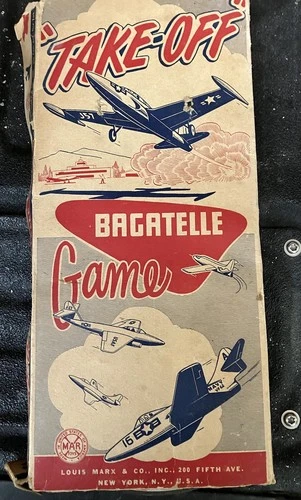 "TAKE-OFF"
BAGATELLE
Game
MAR
LOUIS MARX & CO., INC., 200 FIFTH AVE.
NEW YORK, N.Y., U.S.A.